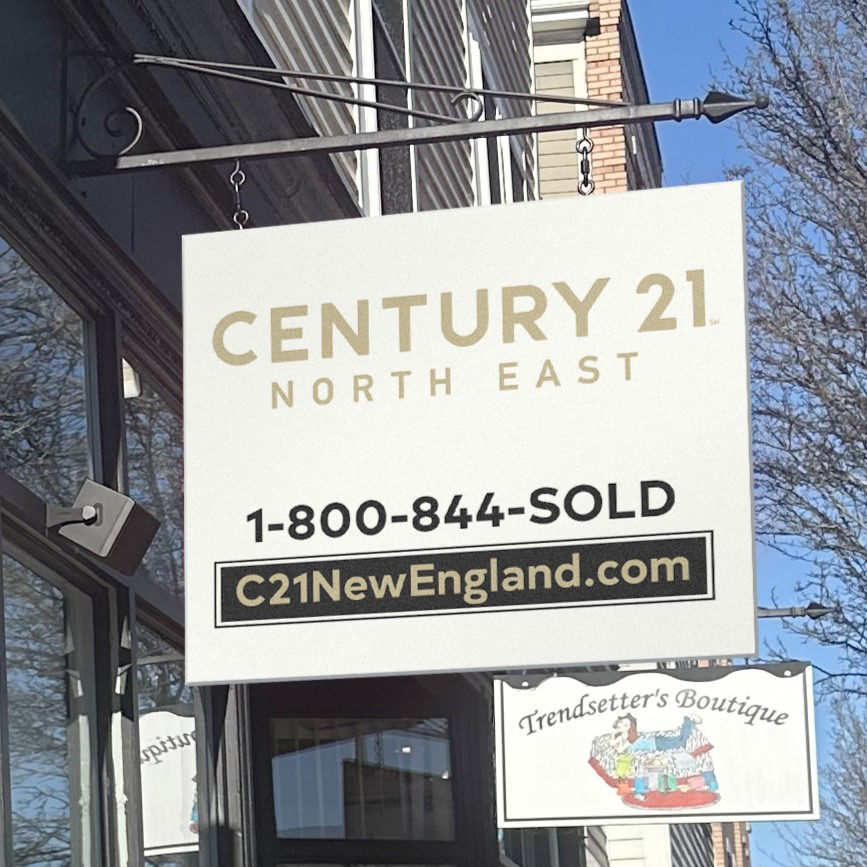 CENTURY 21
NORTH EAST
1-800-844-SOLD
C21NewEngland.com
Trendsetter's Boutique